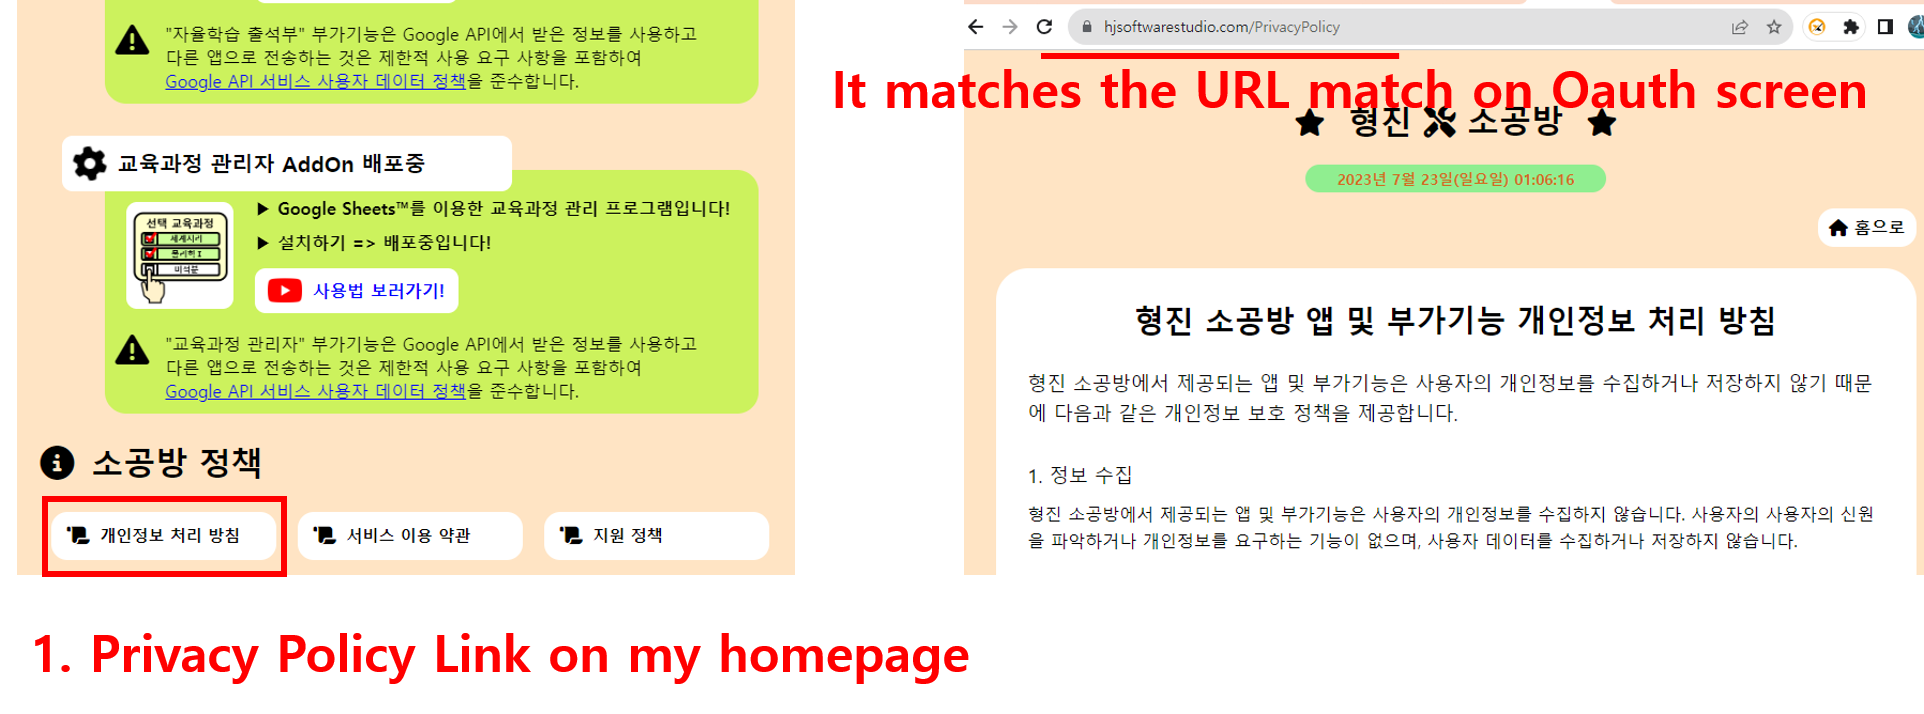 "자율학습 출석부" 부가기능은 Google API에서 받은 정보를 사용하고
다른 앱으로 전송하는 것은 제한적 사용 요구 사항을 포함하여
Google API 서비스 사용자 데이터 정책을 준수합니다.
교육과정 관리자 AddOn 배포중
선택 교육과정
세계시리
물리학 I
미적분
▶ Google Sheets™를 이용한 교육과정 관리 프로그램입니다!
▶ 설치하기 => 배포중입니다!
사용법 보러가기!
"교육과정 관리자" 부가기능은 Google API에서 받은 정보를 사용하고
다른 앱으로 전송하는 것은 제한적 사용 요구 사항을 포함하여
Google API 서비스 사용자 데이터 정책을 준수합니다.
소공방 정책
개인정보 처리 방침
서비스 이용 약관
지원 정책
hjsoftwarestudio.com/PrivacyPolicy
It matches the URL match on Oauth screen
★ 형진 소공방 ★
2023년 7월 23일(일요일) 01:06:16
홈으로
형진 소공방 앱 및 부가기능 개인정보 처리 방침
형진 소공방에서 제공되는 앱 및 부가기능은 사용자의 개인정보를 수집하거나 저장하지 않기 때문
에 다음과 같은 개인정보 보호 정책을 제공합니다.
1. 정보 수집
형진 소공방에서 제공되는 앱 및 부가기능은 사용자의 개인정보를 수집하지 않습니다. 사용자의 사용자의 신원
을 파악하거나 개인정보를 요구하는 기능이 없으며, 사용자 데이터를 수집하거나 저장하지 않습니다.
1. Privacy Policy Link on my homepage